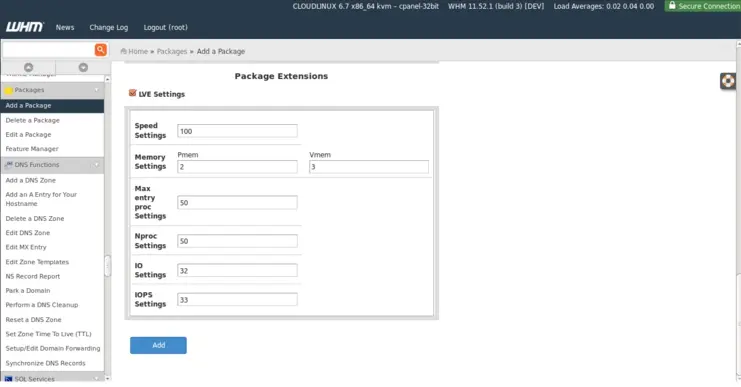 CLOUDLINUX 6.7 x86_64 kvm – cpanel-32bit WHM 11.52.1 (build 3) [DEV] Load Averages: 0.02 0.04 0.00 Secure Connection
WHM News Change Log Logout (root)
Home » Packages » Add a Package
Packages
Add a Package
Delete a Package
Edit a Package
Feature Manager
DNS Functions
Add a DNS Zone
Add an A Entry for Your
Hostname
Delete a DNS Zone
Edit DNS Zone
Edit MX Entry
Edit Zone Templates
NS Record Report
Park a Domain
Perform a DNS Cleanup
Reset a DNS Zone
Set Zone Time To Live (TTL)
Setup/Edit Domain Forwarding
Synchronize DNS Records
SQL Services
Package Extensions
LVE Settings
Speed
Settings
100
Memory
Settings
Pmem
2
Vmem
3
Max
entry
proc
Settings
50
Nproc
Settings
50
IO
Settings
32
IOPS
Settings
33
Add